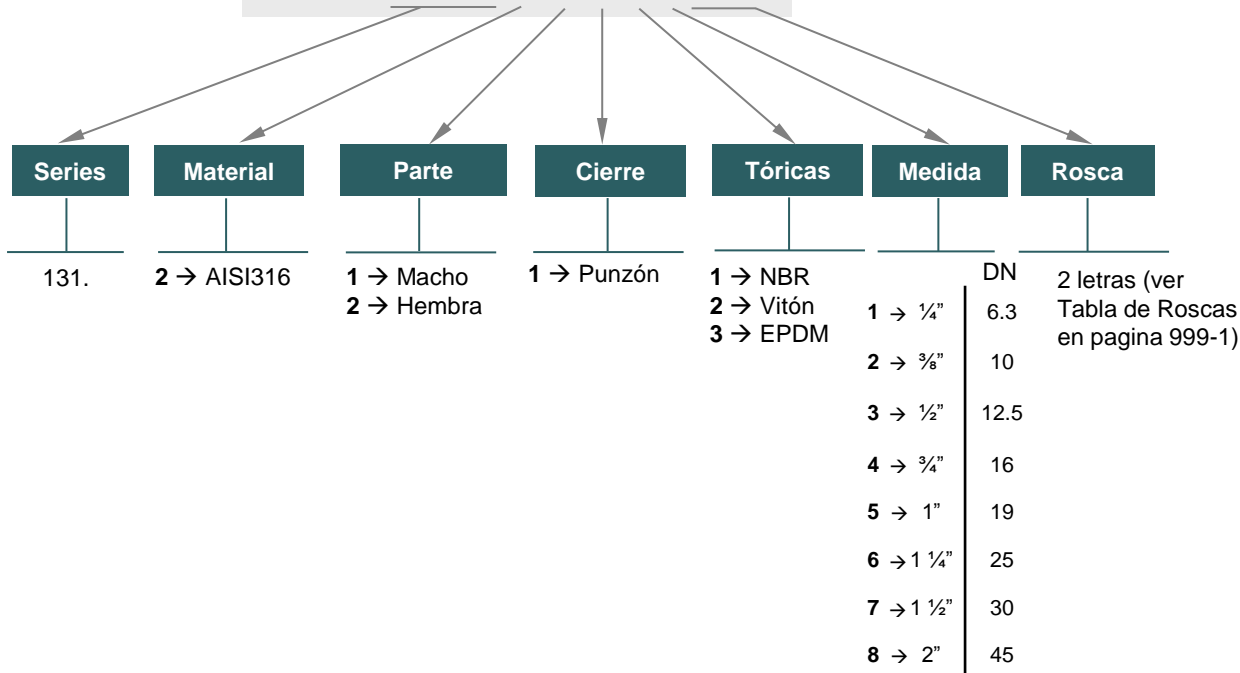 Series
Material
Parte
Cierre
Tóricas
Medida
Rosca
131.
2 → AISI316
1 → Macho
2 → Hembra
1 → Punzón
1 → NBR
2 → Vitón
3 → EPDM
DN
1 → ¼” 6.3
2 → ⅜” 10
3 → ½” 12.5
4 → ¾” 16
5 → 1” 19
6 → 1 ¼” 25
7 → 1 ½” 30
8 → 2” 45
2 letras (ver
Tabla de Roscas
en pagina 999-1)